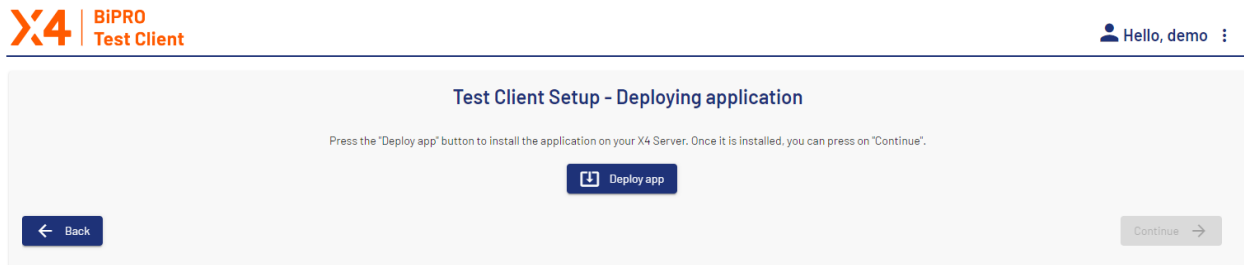 X4 BiPRO
Test Client
Hello, demo
Test Client Setup - Deploying application
Press the "Deploy app" button to install the application on your X4 Server. Once it is installed, you can press on "Continue".
Deploy app
Back
Continue